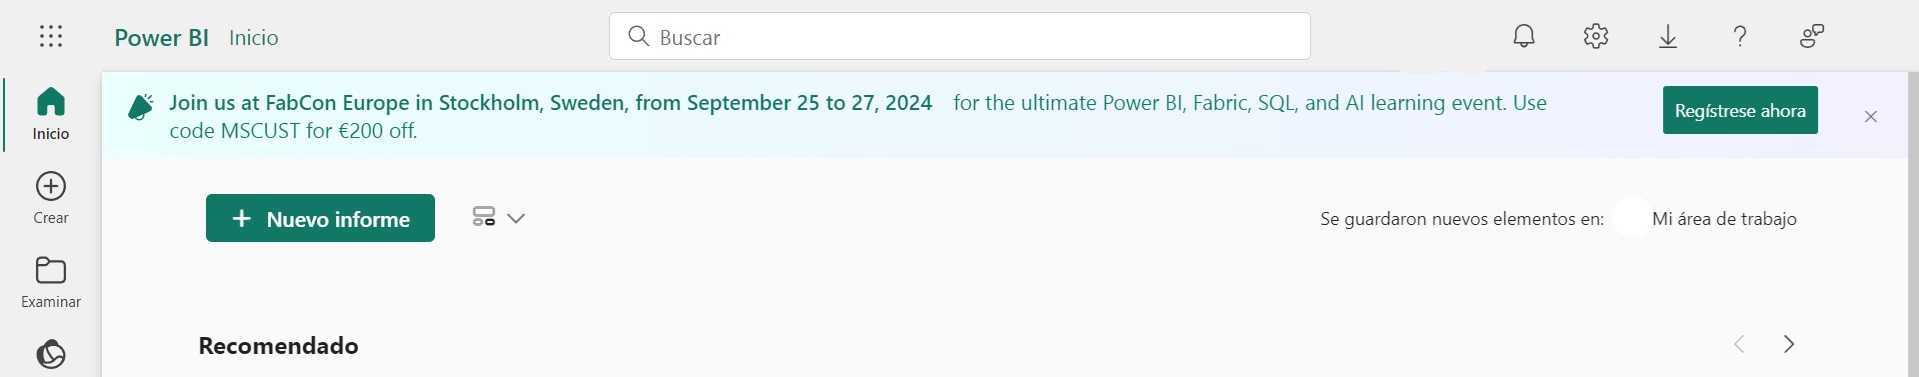 Power BI Inicio
Buscar
Join us at FabCon Europe in Stockholm, Sweden, from September 25 to 27, 2024 for the ultimate Power BI, Fabric, SQL, and AI learning event. Use
code MSCUST for €200 off.
Regístrese ahora
Inicio
Crear
Examinar
+ Nuevo informe
Se guardaron nuevos elementos en: Mi área de trabajo
Recomendado